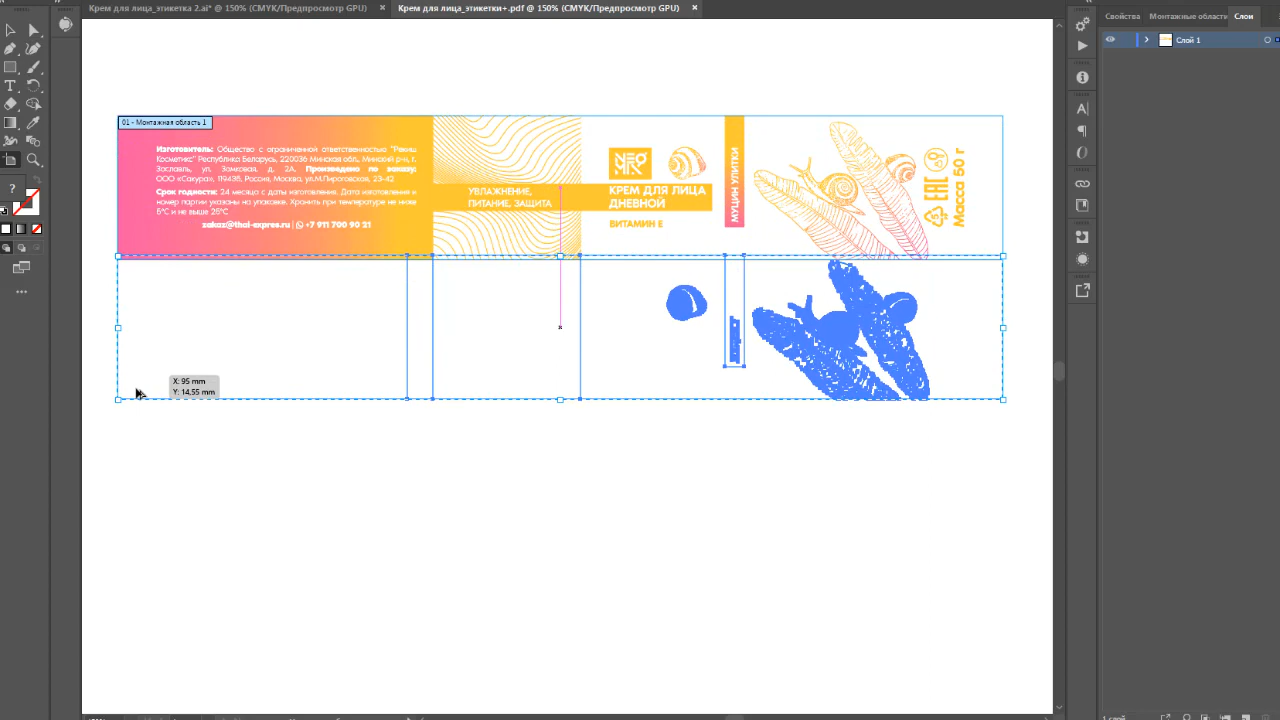 Крем для лица_этикетка 2.ai* @ 150% (CMYK/Предпросмотр GPU)
Крем для лица_этикетки+.pdf @ 150% (CMYK/Предпросмотр GPU)
Свойства
Монтажные области
Слои
Слой 1
01 - Монтажная область 1
Изготовитель: Общество с ограниченной ответственностью "Рэйни
Косметикс" Республика Беларусь, 220036 Минская обл., Минский р-н, г.
Заславль, ул. Замковая, д. 2А. Произведено по заказу:
ООО «Сакура», 119435, Россия, Москва, ул.М.Пироговская, 23-42
Срок годности: 24 месяца с даты изготовления. Дата изготовления и
номер партии указаны на упаковке. Хранить при температуре не ниже
5°С и не выше 25°С
zakaz@thai-expres.ru | +7 911 700 90 21
УВЛАЖНЕНИЕ,
ПИТАНИЕ, ЗАЩИТА
КРЕМ ДЛЯ ЛИЦА
ДНЕВНОЙ
ВИТАМИН Е
МУЦИН УЛИТКИ
EAC
Масса 50 г
X: 95 mm
Y: 14,55 mm